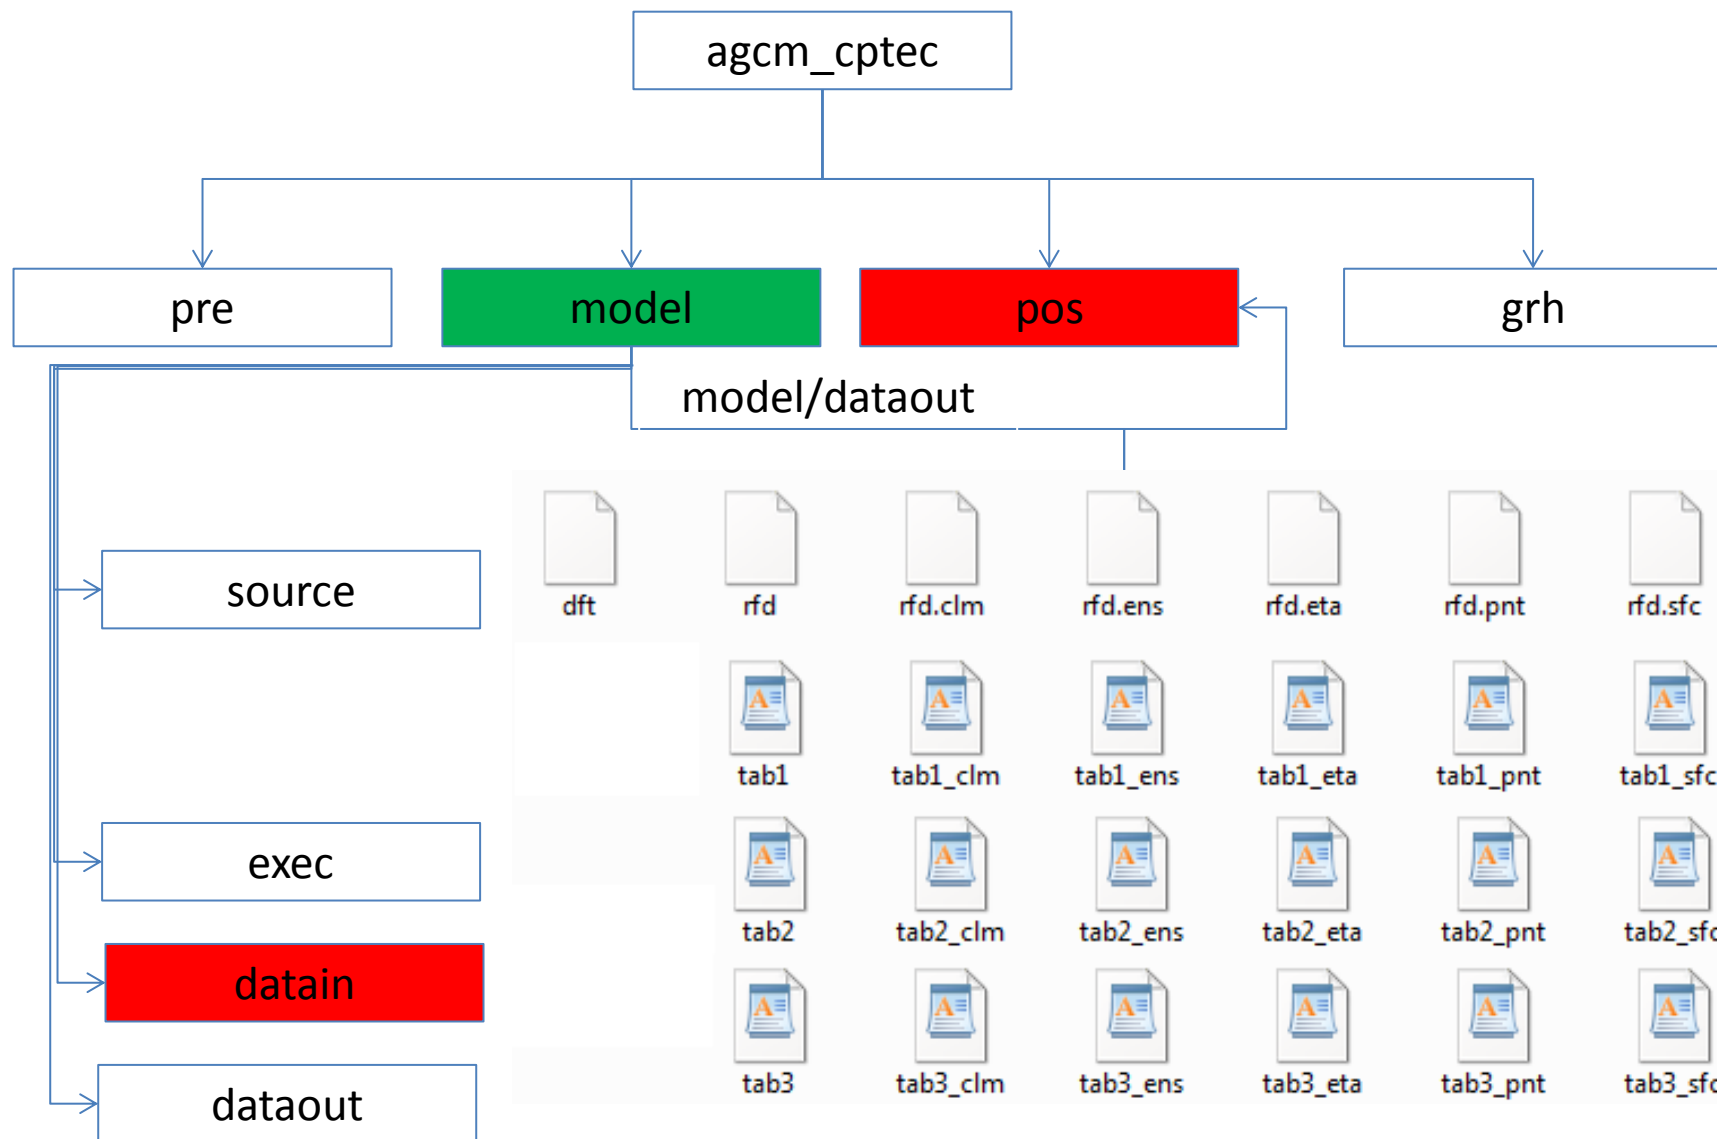 agcm_cptec
pre model pos grh
model/dataout
source
dft rfd rfd.clm rfd.ens rfd.eta rfd.pnt rfd.sfc
tab1 tab1_clm tab1_ens tab1_eta tab1_pnt tab1_sfc
exec
tab2 tab2_clm tab2_ens tab2_eta tab2_pnt tab2_sfc
datain
tab3 tab3_clm tab3_ens tab3_eta tab3_pnt tab3_sfc
dataout